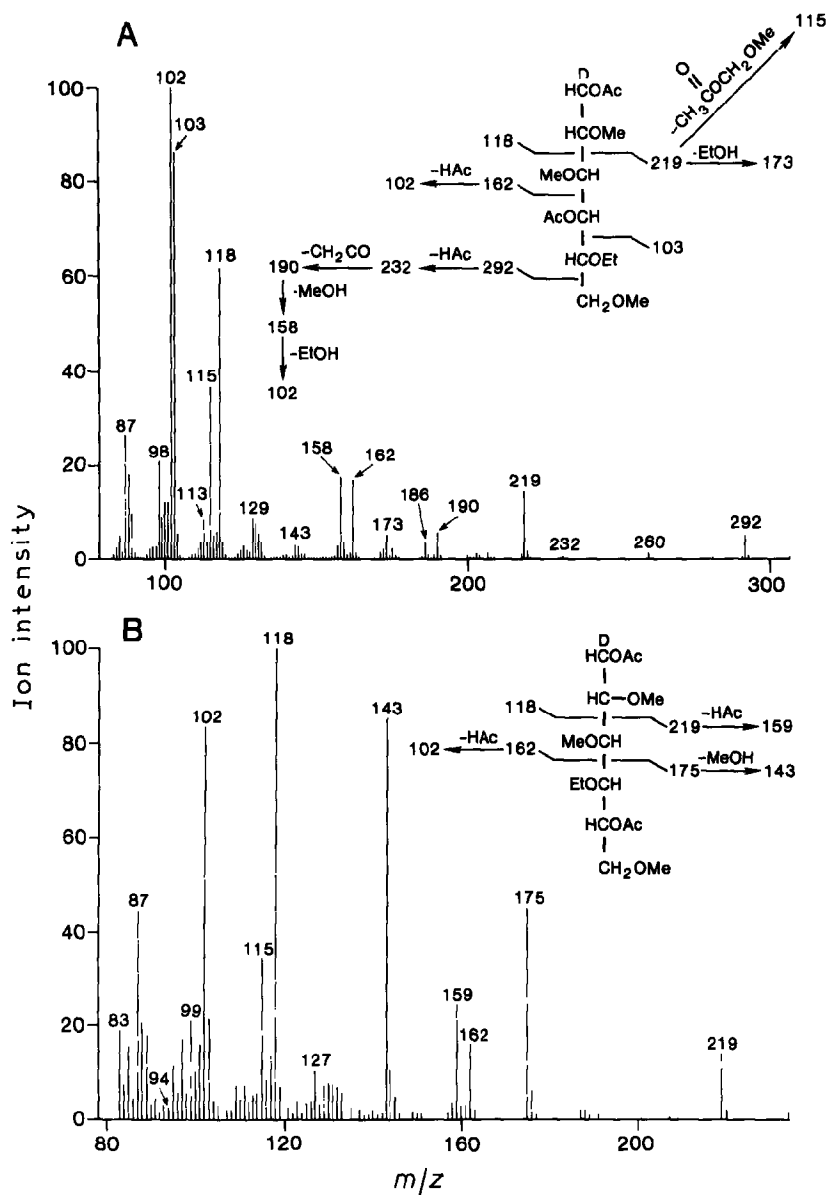 A
115
O
-CH3COCH2OMe
D
HCOAc
HCOMe
118
219 -EtOH 173
MeOCH
102 -HAc 162
AcOCH
103
-CH2CO -HAc
190 232 292
HCOEt
CH2OMe
-MeOH
158
-EtOH
102
100
80
60
40
20
0
102
103
118
115
87
98
113
129
143
158
162
173
186
190
219
232
260
292
100 200 300
Ion intensity
B
D
HCOAc
HC-OMe
118
219 -HAc 159
MeOCH
102 -HAc 162
175 -MeOH 143
EtOCH
HCOAc
CH2OMe
100
80
60
40
20
0
118
102
143
87
175
115
83
99
94
127
159
162
219
80 120 160 200
m/z